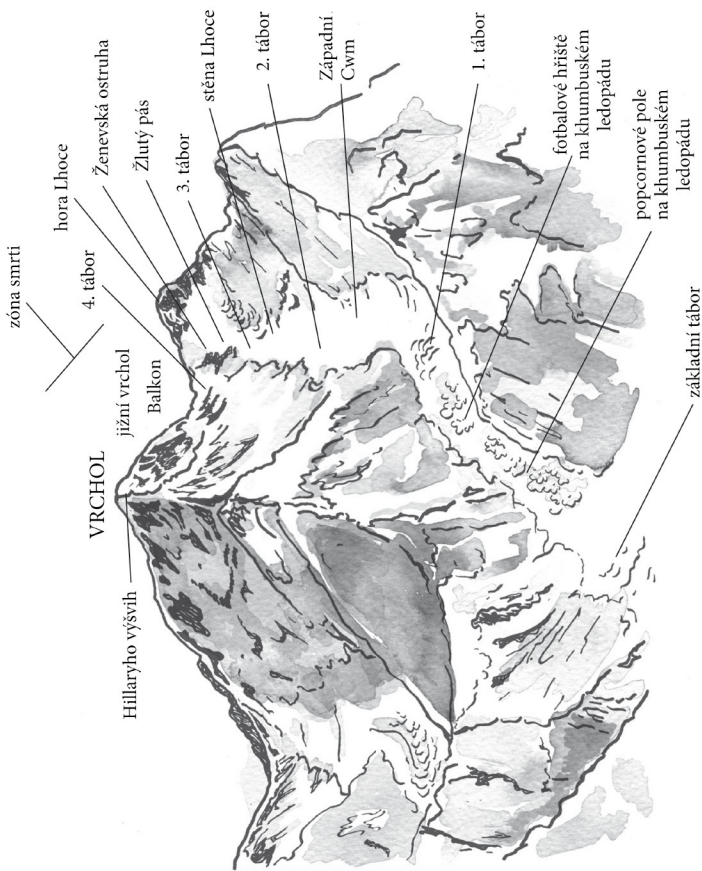 zóna smrti
hora Lhoce
4. tábor
VRCHOL
Ženevská ostruha
jižní vrchol
Hillaryho výšvih
Žlutý pás
Balkon
3. tábor
stěna Lhoce
2. tábor
Západní
Cwm
1. tábor
fotbalové hřiště
na khumbuském
ledopádu
popcornové pole
na khumbuském
ledopádu
základní tábor